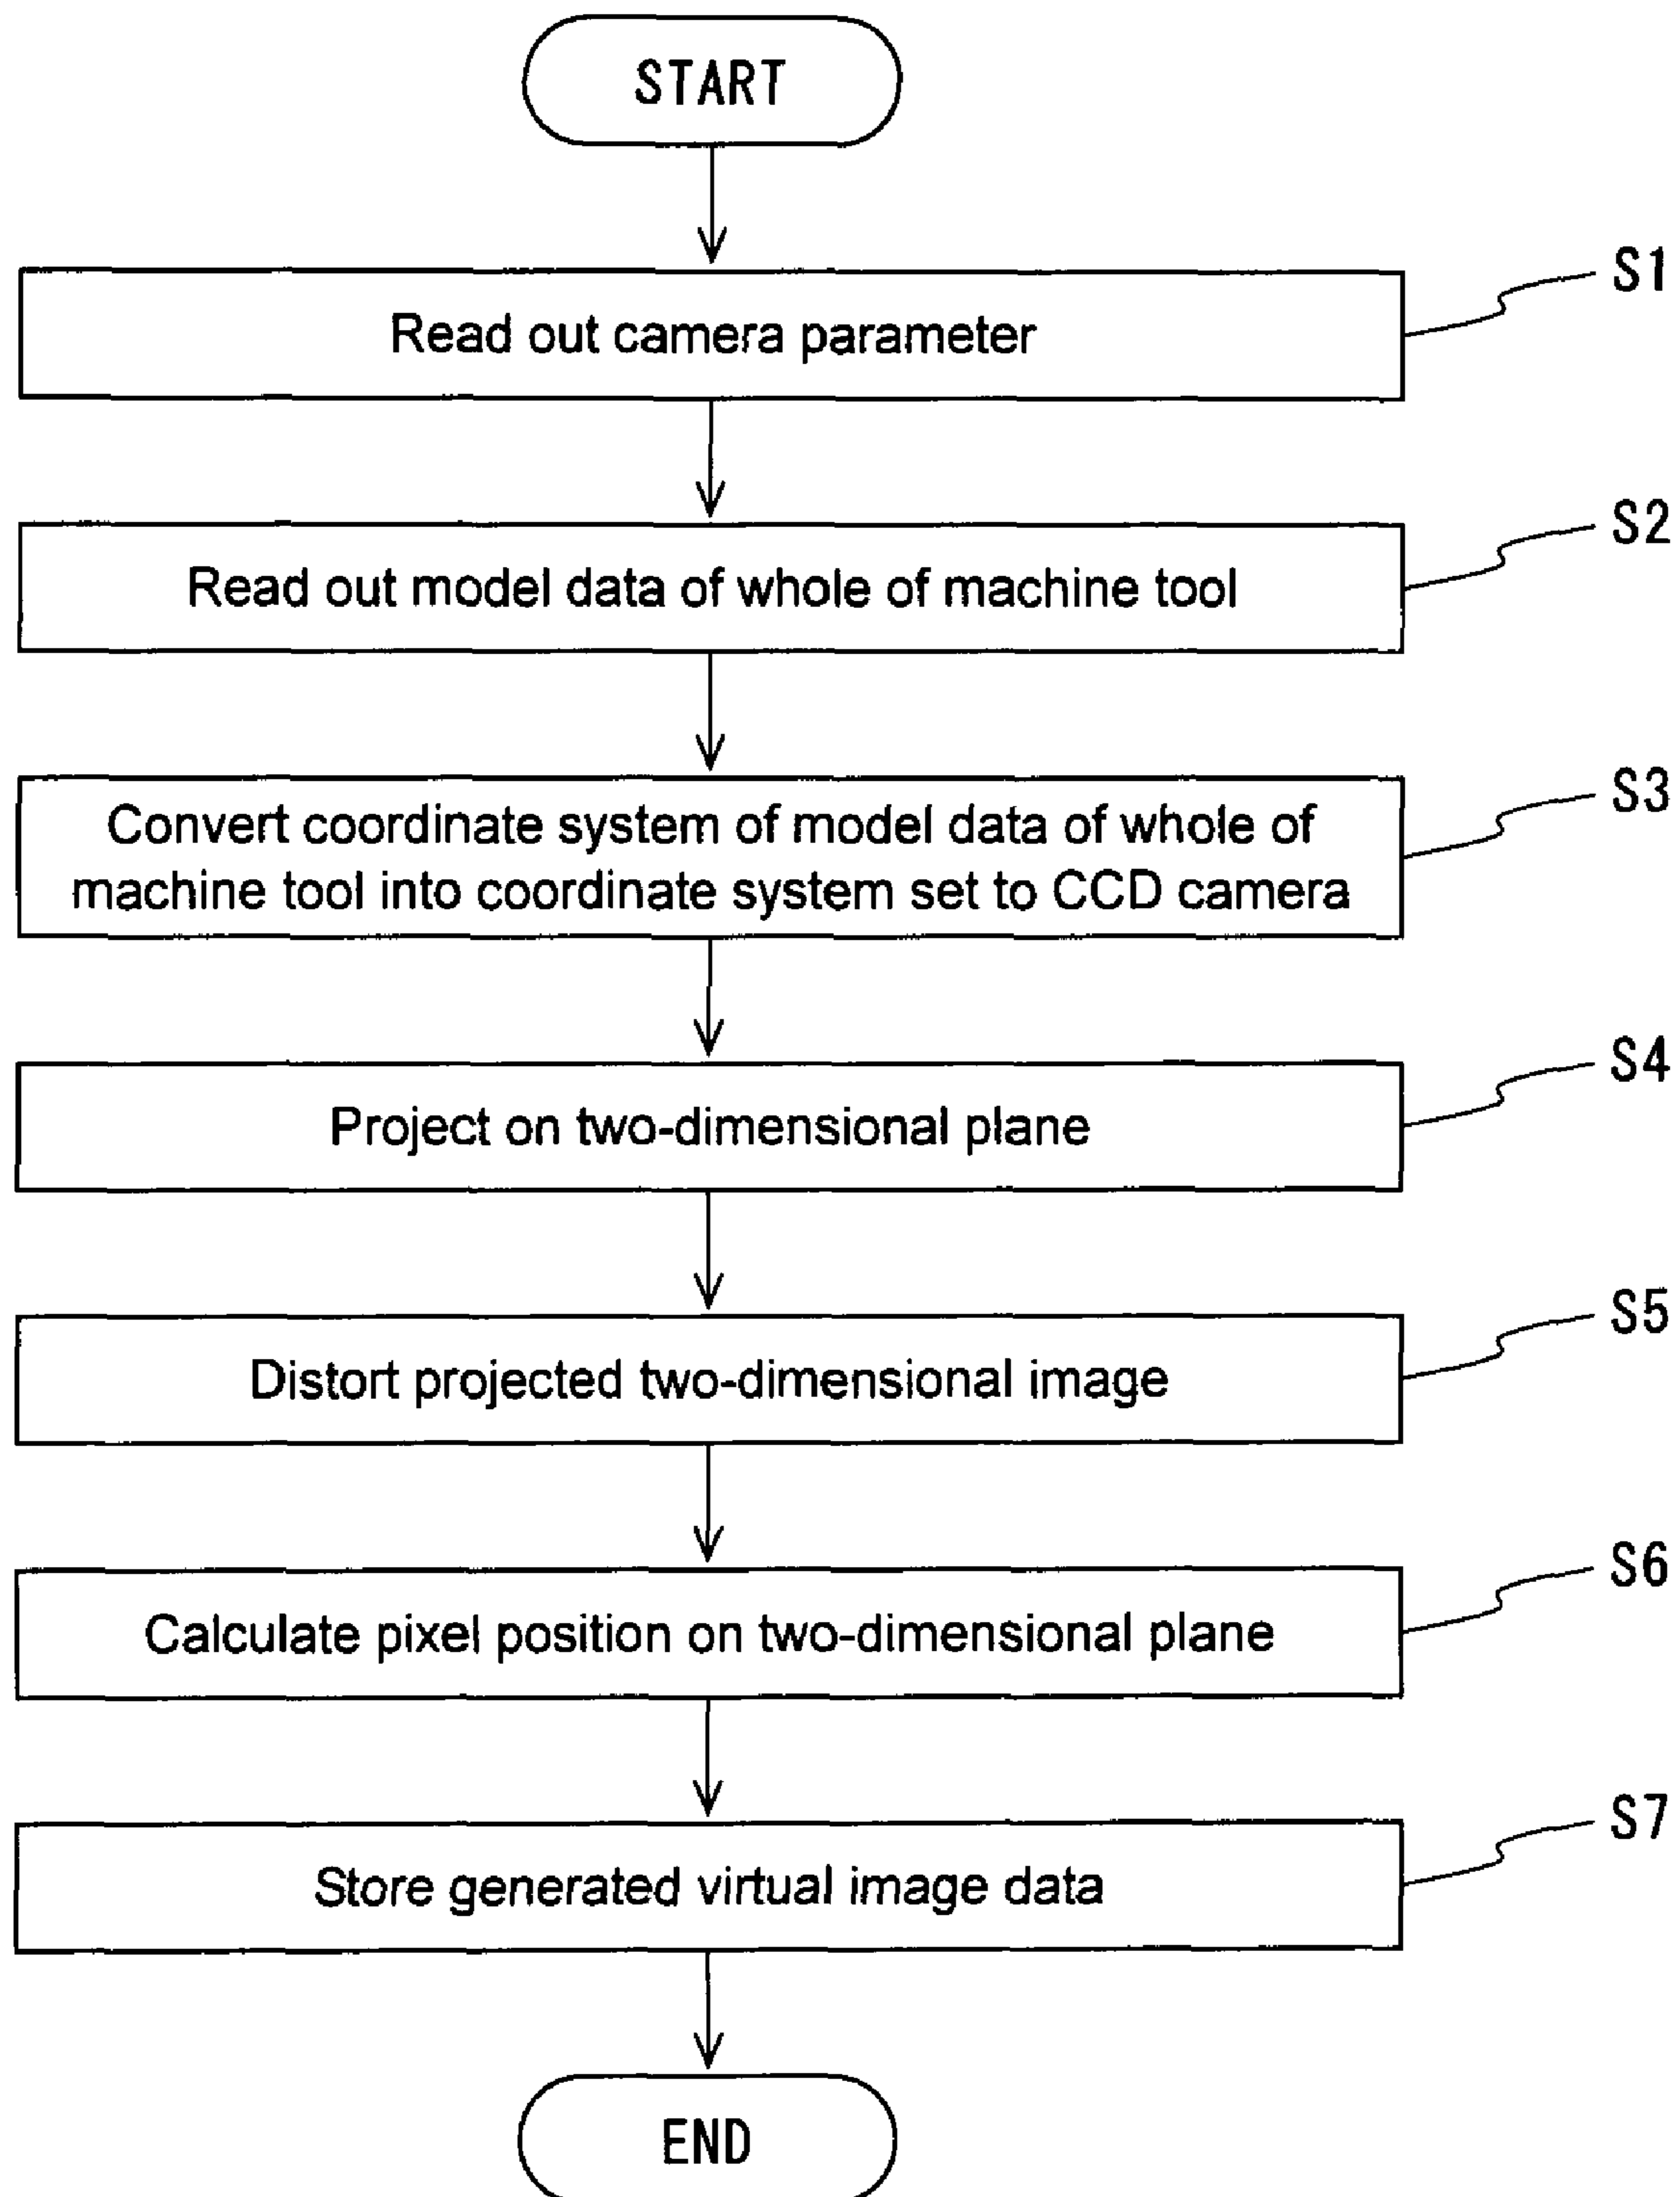 START
S1
Read out camera parameter
S2
Read out model data of whole of machine tool
S3
Convert coordinate system of model data of whole of
machine tool into coordinate system set to CCD camera
S4
Project on two-dimensional plane
S5
Distort projected two-dimensional image
S6
Calculate pixel position on two-dimensional plane
S7
Store generated virtual image data
END